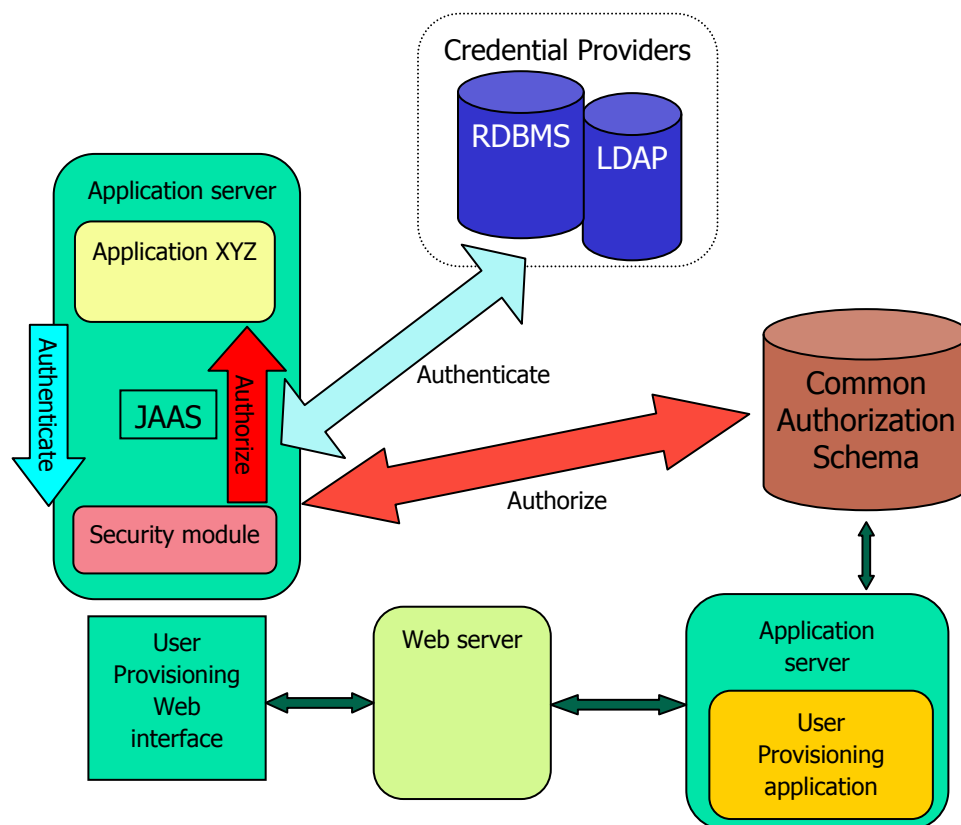 Credential Providers
RDBMS
LDAP
Application server
Application XYZ
Authenticate
JAAS
Authorize
Security module
Authenticate
Authorize
Common
Authorization
Schema
User
Provisioning
Web
interface
Web server
Application
server
User
Provisioning
application